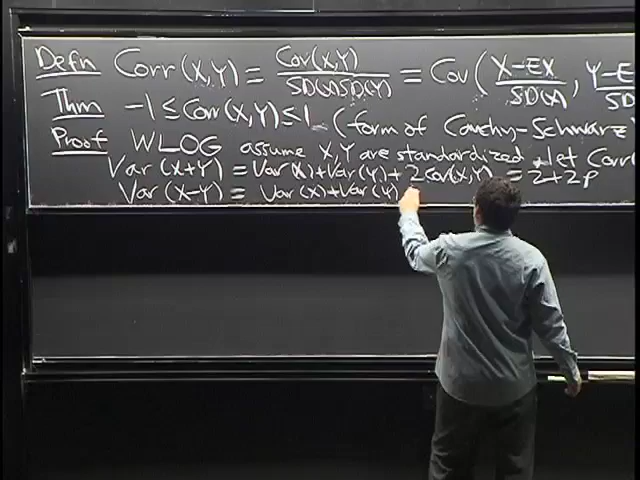 Defn Corr(X,Y) = Cov(X,Y) / SD(X)SD(Y) = Cov( X-EX / SD(X) , Y-E / SD
Thm -1 ≤ Corr(X,Y) ≤ 1 (form of Cauchy-Schwarz
Proof WLOG assume X,Y are standardized. Let Corr(
Var(X+Y) = Var(X)+Var(Y)+2Cov(X,Y) = 2+2ρ
Var(X-Y) = Var(X)+Var(Y)